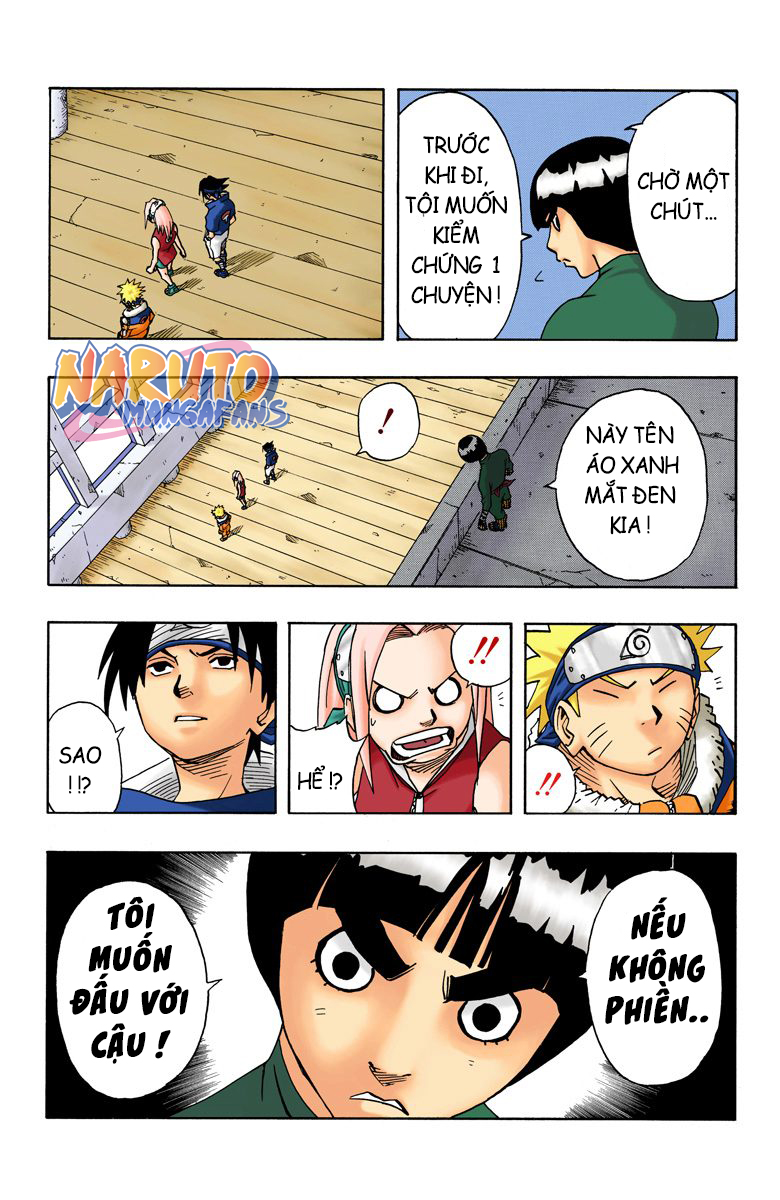 CHỜ MỘT
CHÚT...
TRƯỚC
KHI ĐI,
TỘI MUỐN
KIỂM
CHỨNG 1
CHUYỆN!
NARUTO
MANGAFANS
NÀY TÊN
ÁO XANH
MẮT ĐEN
KIA!
!
!!
!!
HỂ!?
SAO
!!?
NẾU
KHÔNG
PHIỀN..
TÔI
MUỐN
ĐẤU VỚI
CẬU!